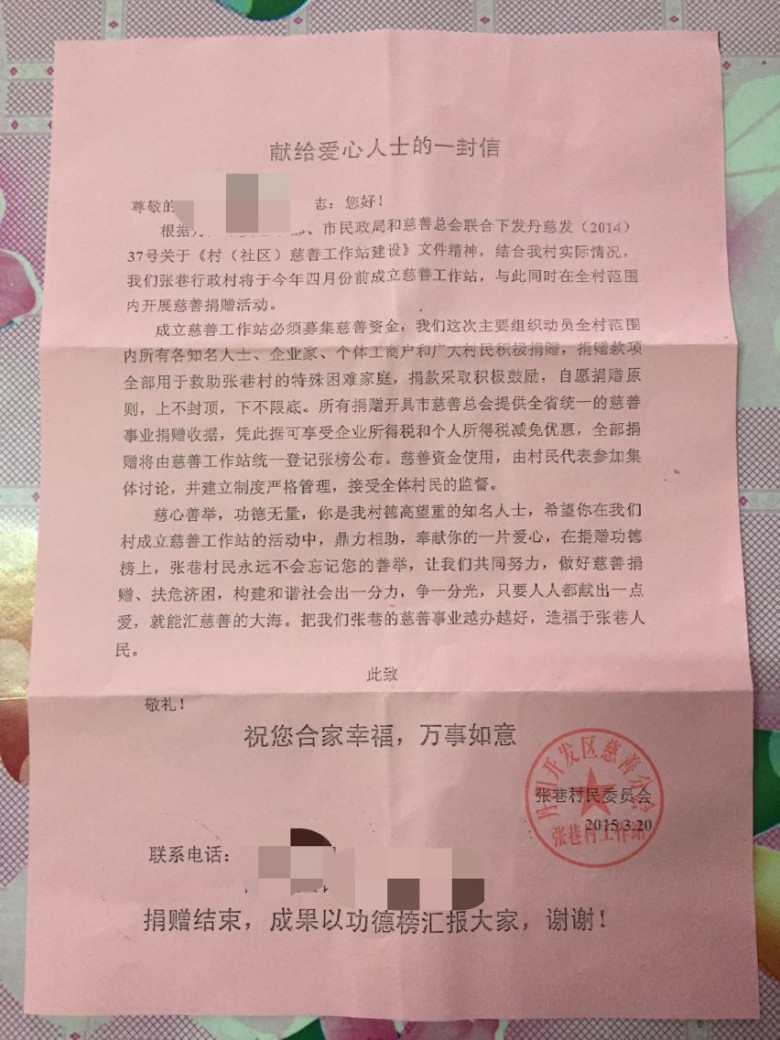 献给爱心人士的一封信
尊敬的 志：您好！
根据 、市民政局和慈善总会联合下发丹慈发（2014）
37号关于《村（社区）慈善工作站建设》文件精神，结合我村实际情况，
我们张巷行政村将于今年四月份前成立慈善工作站，与此同时在全村范围
内开展慈善捐赠活动。
成立慈善工作站必须募集慈善资金，我们这次主要组织动员全村范围
内所有各知名人士、企业家、个体工商户和广大村民积极捐赠，捐赠款项
全部用于救助张巷村的特殊困难家庭，捐款采取积极鼓励，自愿捐赠原
则，上不封顶，下不限底。所有捐赠开具市慈善总会提供全省统一的慈善
事业捐赠收据，凭此据可享受企业所得税和个人所得税减免优惠，全部捐
赠将由慈善工作站统一登记张榜公布。慈善资金使用，由村民代表参加集
体讨论，并建立制度严格管理，接受全体村民的监督。
慈心善举，功德无量，你是我村德高望重的知名人士，希望你在我们
村成立慈善工作站的活动中，鼎力相助，奉献你的一片爱心，在捐赠功德
榜上，张巷村民永远不会忘记您的善举，让我们共同努力，做好慈善捐
赠、扶危济困，构建和谐社会出一分力，争一分光，只要人人都献出一点
爱，就能汇慈善的大海。把我们张巷的慈善事业越办越好，造福于张巷人
民。
此致
敬礼！
祝您合家幸福，万事如意
开发区慈善分会
张巷村民委员会
2015.3.20
张巷村工作站
联系电话：
捐赠结束，成果以功德榜汇报大家，谢谢！